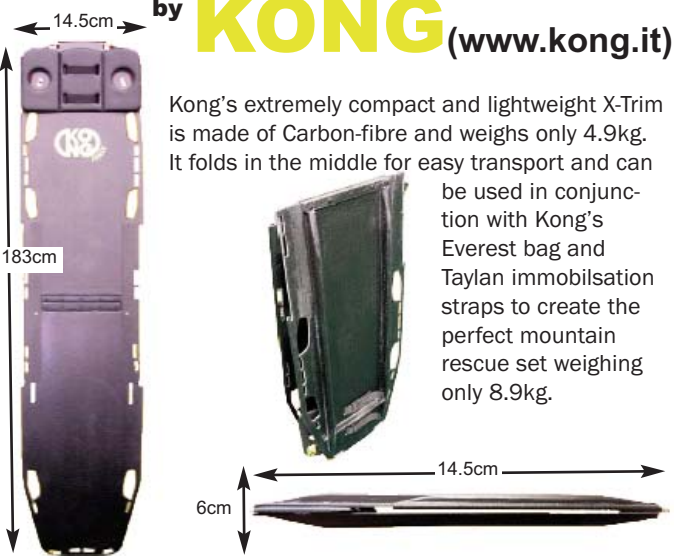 14.5cm
by KONG (www.kong.it)
Kong's extremely compact and lightweight X-Trim
is made of Carbon-fibre and weighs only 4.9kg.
It folds in the middle for easy transport and can
be used in conjunc-
tion with Kong's
Everest bag and
Taylan immobilsation
straps to create the
perfect mountain
rescue set weighing
only 8.9kg.
KONG
183cm
14.5cm
6cm